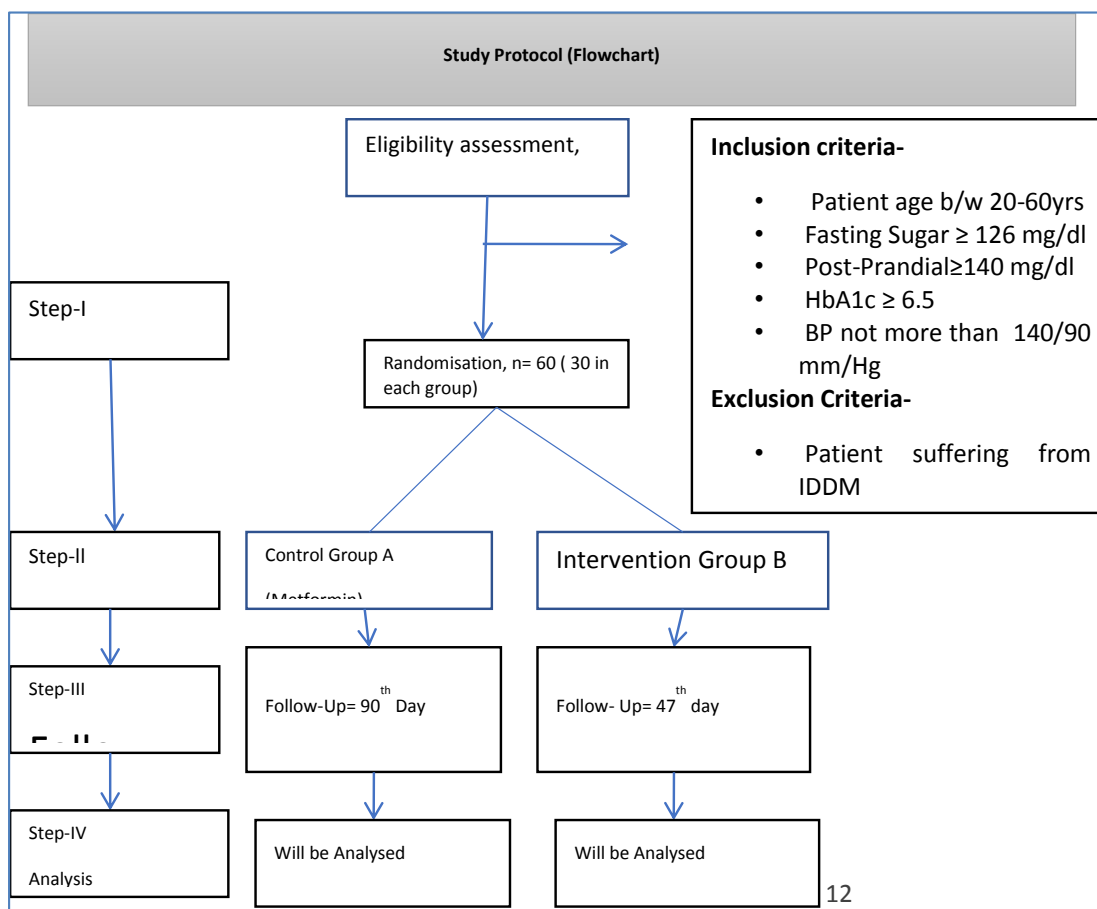 Study Protocol (Flowchart)
Eligibility assessment,
Inclusion criteria-
• Patient age b/w 20-60yrs
• Fasting Sugar ≥ 126 mg/dl
• Post-Prandial≥140 mg/dl
• HbA1c ≥ 6.5
• BP not more than 140/90
mm/Hg
Exclusion Criteria-
• Patient suffering from
IDDM
Step-I
Randomisation, n= 60 ( 30 in
each group)
Step-II
Control Group A
(Metformin)
Intervention Group B
Step-III
Follow-Up= 90th Day
Follow- Up= 47th day
Step-IV
Analysis
Will be Analysed
Will be Analysed
12